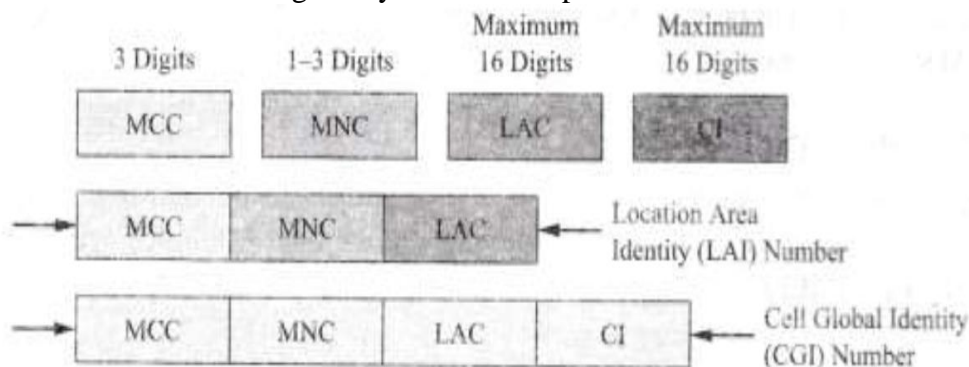 Maximum Maximum
3 Digits 1–3 Digits 16 Digits 16 Digits
MCC MNC LAC CI
MCC MNC LAC Location Area
Identity (LAI) Number
MCC MNC LAC CI Cell Global Identity
(CGI) Number